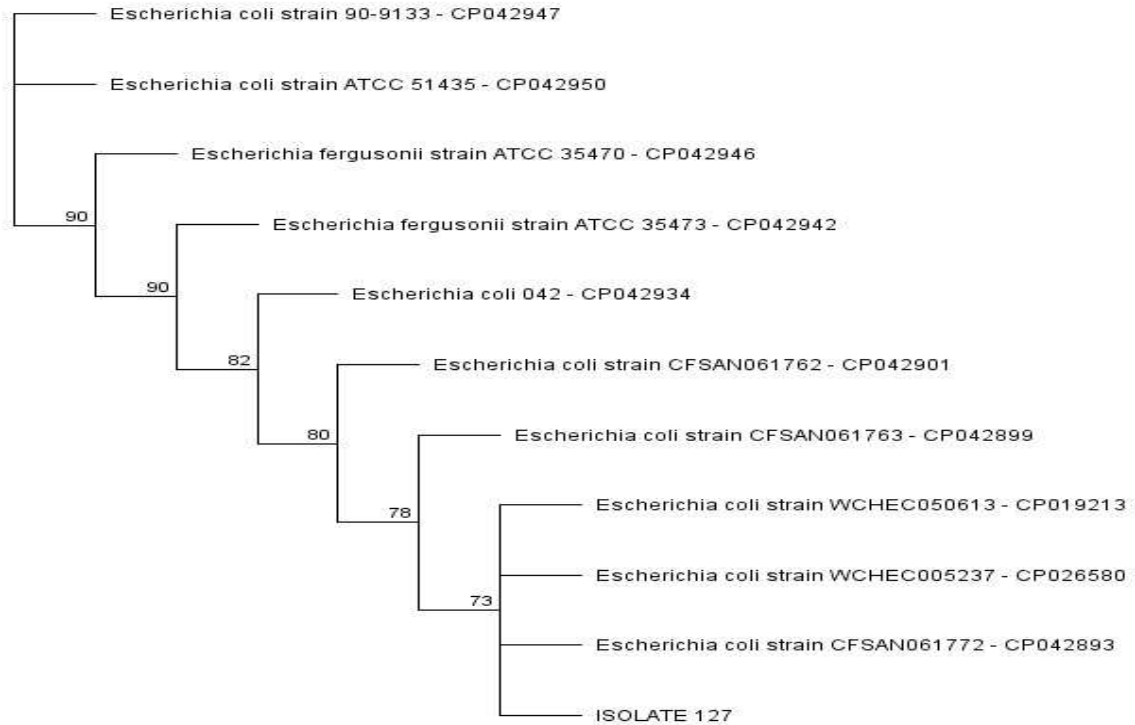 Escherichia coli strain 90-9133 - CP042947
Escherichia coli strain ATCC 51435 - CP042950
Escherichia fergusonii strain ATCC 35470 - CP042946
90
Escherichia fergusonii strain ATCC 35473 - CP042942
90
Escherichia coli 042 - CP042934
82
Escherichia coli strain CFSAN061762 - CP042901
80
Escherichia coli strain CFSAN061763 - CP042899
78
Escherichia coli strain WCHEC050613 - CP019213
Escherichia coli strain WCHEC005237 - CP026580
73
Escherichia coli strain CFSAN061772 - CP042893
ISOLATE 127